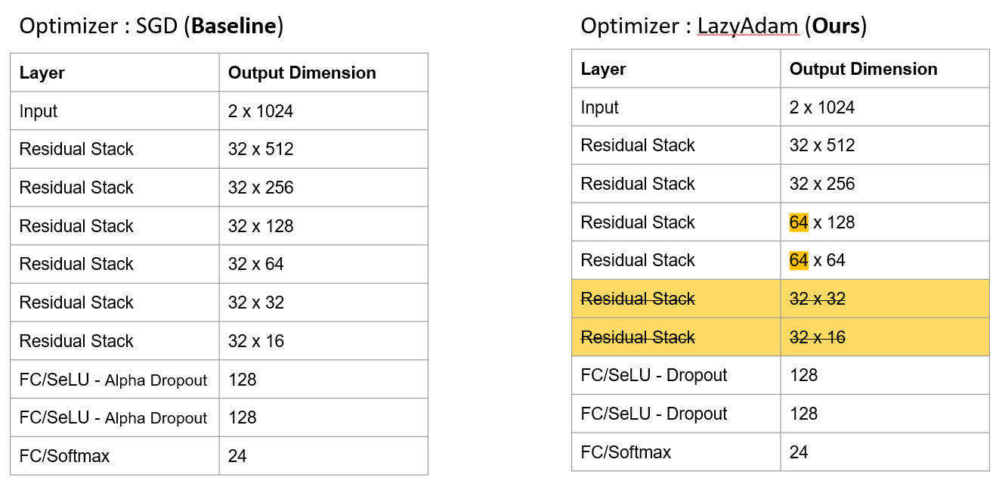 Optimizer : SGD (Baseline)
Layer Output Dimension
Input 2 x 1024
Residual Stack 32 x 512
Residual Stack 32 x 256
Residual Stack 32 x 128
Residual Stack 32 x 64
Residual Stack 32 x 32
Residual Stack 32 x 16
FC/SeLU - Alpha Dropout 128
FC/SeLU - Alpha Dropout 128
FC/Softmax 24
Optimizer : LazyAdam (Ours)
Layer Output Dimension
Input 2 x 1024
Residual Stack 32 x 512
Residual Stack 32 x 256
Residual Stack 64 x 128
Residual Stack 64 x 64
Residual Stack 32 x 32
Residual Stack 32 x 16
FC/SeLU - Dropout 128
FC/SeLU - Dropout 128
FC/Softmax 24